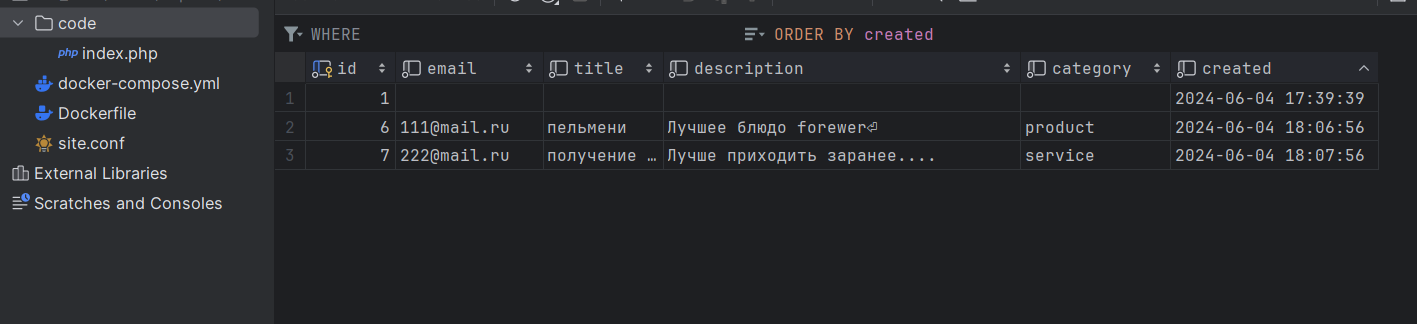 code
php index.php
docker-compose.yml
Dockerfile
site.conf
External Libraries
Scratches and Consoles
WHERE ORDER BY created
id email title description category created
1 1 2024-06-04 17:39:39
2 6 111@mail.ru пельмени Лучшее блюдо forewer⏎ product 2024-06-04 18:06:56
3 7 222@mail.ru получение … Лучше приходить заранее.... service 2024-06-04 18:07:56